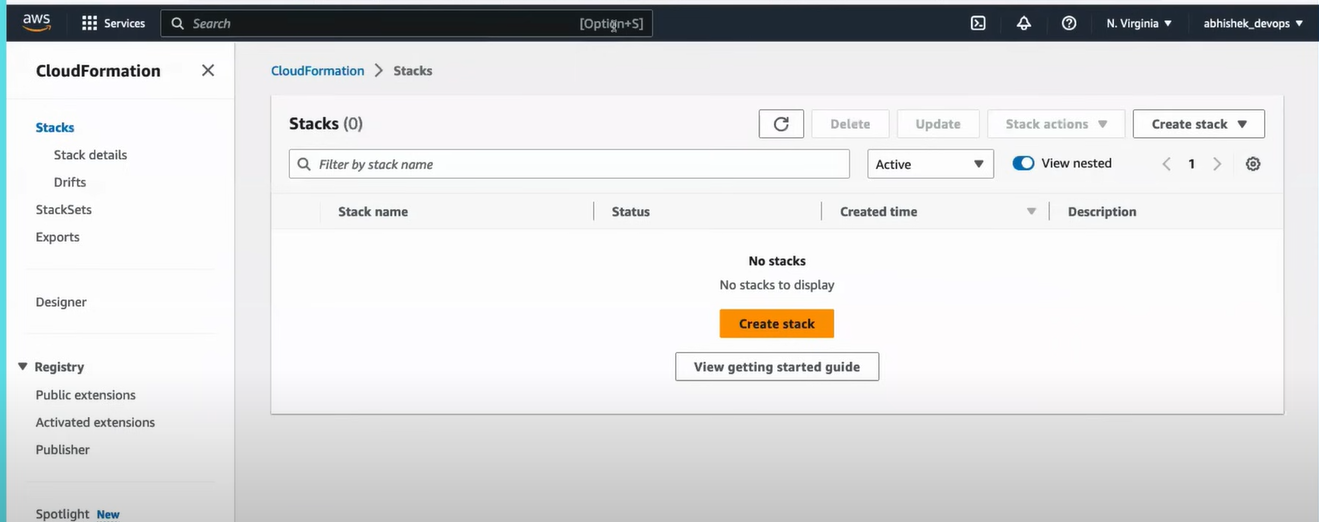 aws Services Search [Option+S] N. Virginia abhishek_devops
CloudFormation
Stacks
Stack details
Drifts
StackSets
Exports
Designer
Registry
Public extensions
Activated extensions
Publisher
Spotlight New
CloudFormation Stacks
Stacks (0) Delete Update Stack actions Create stack
Filter by stack name Active View nested 1
Stack name Status Created time Description
No stacks
No stacks to display
Create stack
View getting started guide